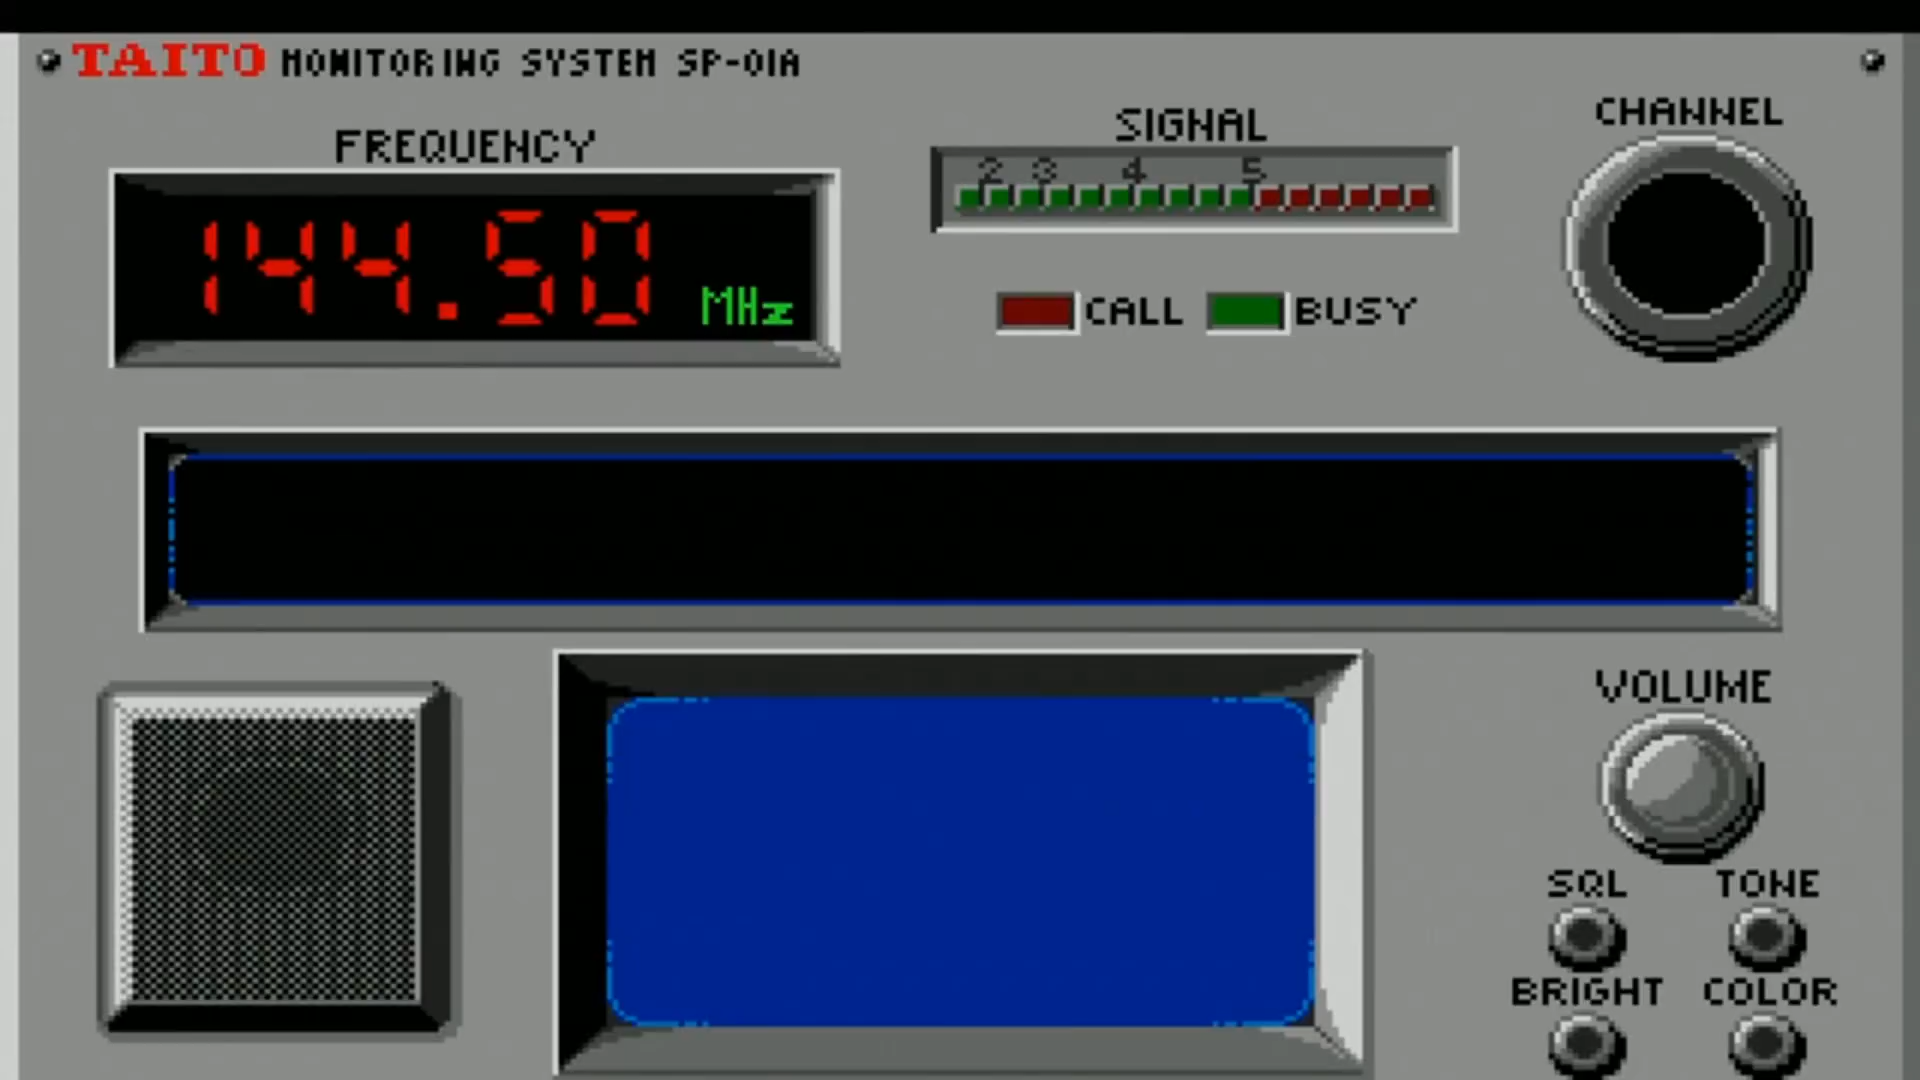 TAITO MONITORING SYSTEM SP-01A
CHANNEL
SIGNAL
FREQUENCY
2 3 4 5
144.50 MHz
CALL BUSY
VOLUME
SQL TONE
BRIGHT COLOR